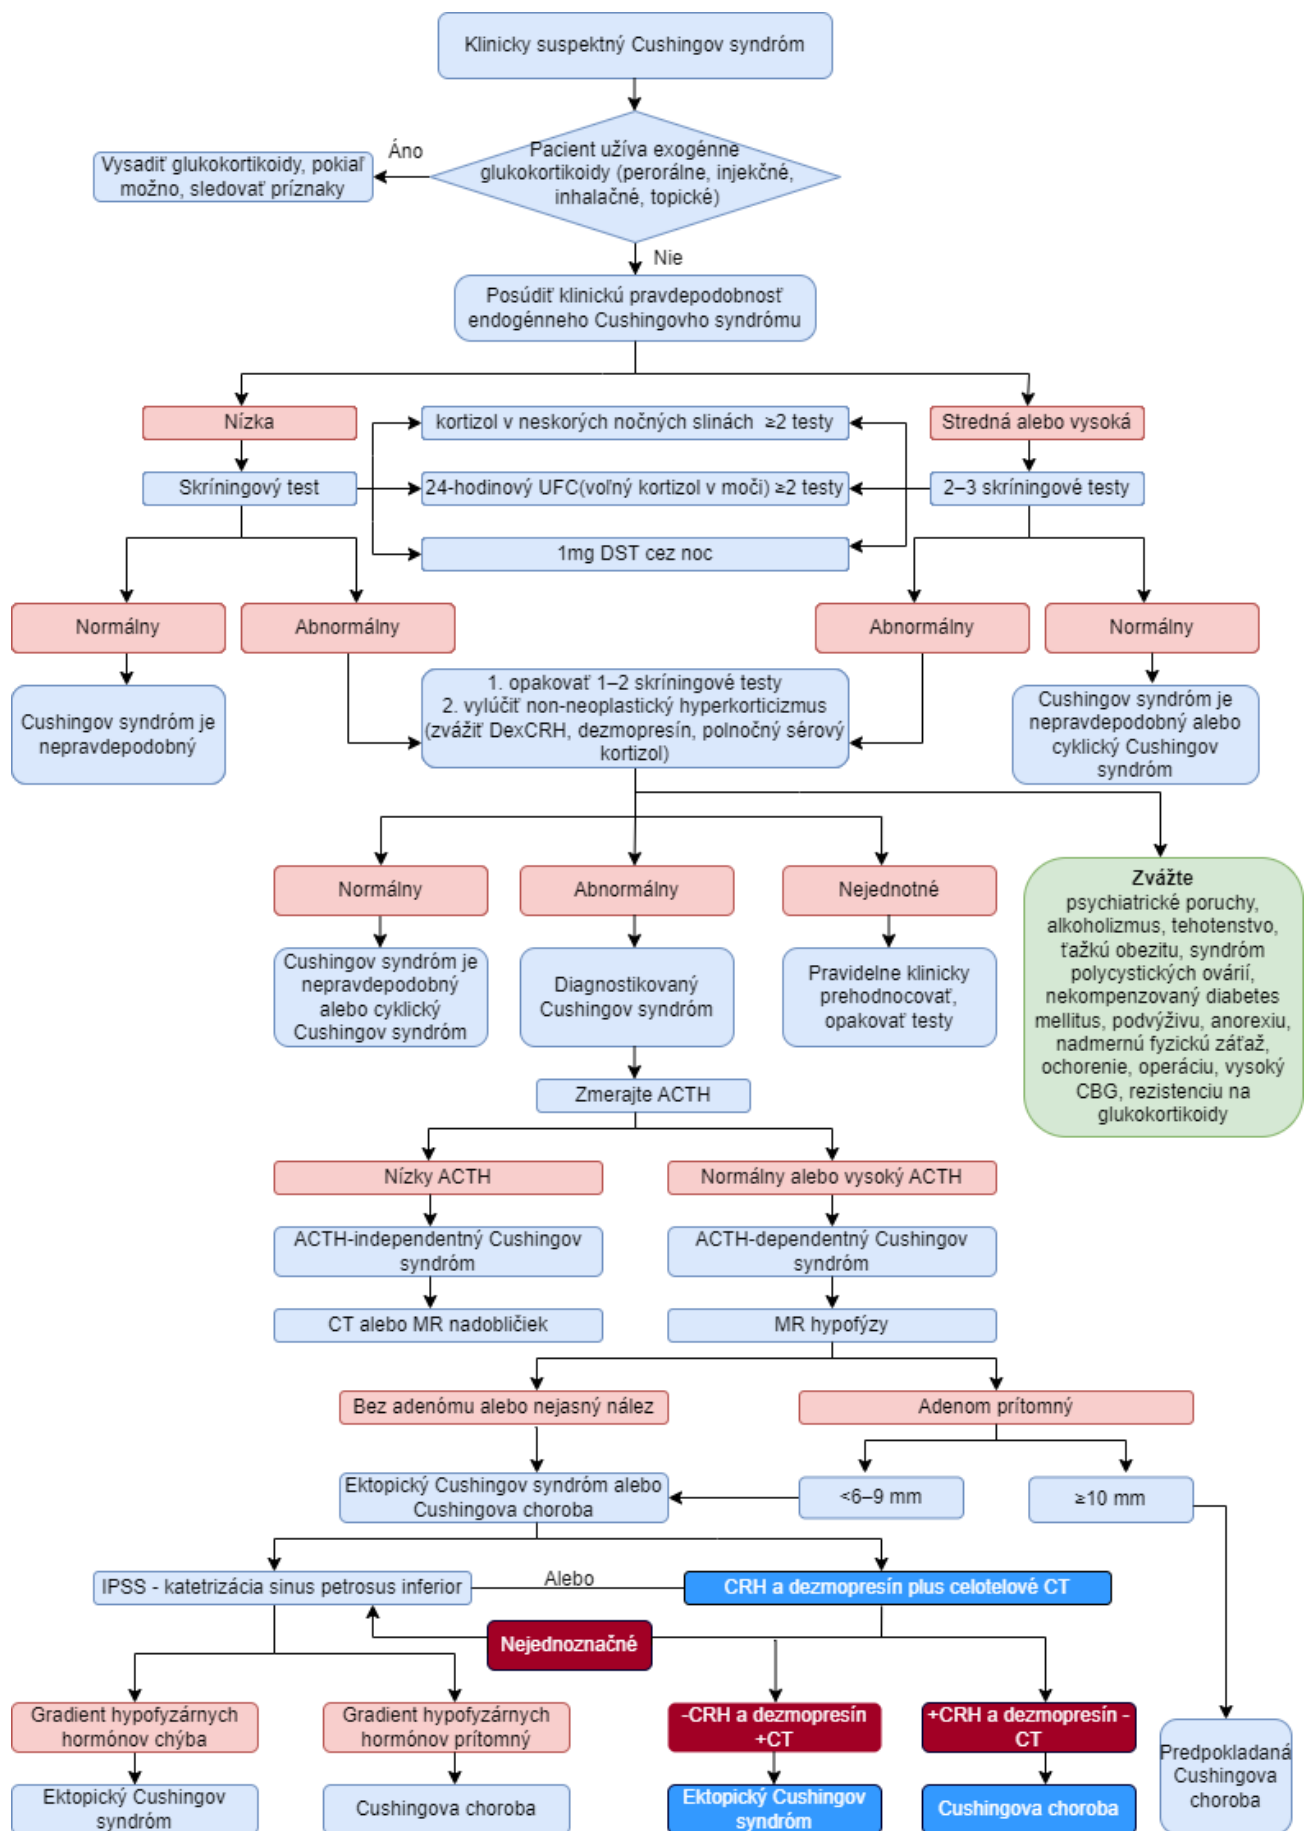 Klinicky suspektný Cushingov syndróm
Pacient užíva exogénne
glukokortikoidy (perorálne, injekčné,
inhalačné, topické)
Áno
Vysadiť glukokortikoidy, pokiaľ
možno, sledovať príznaky
Nie
Posúdiť klinickú pravdepodobnosť
endogénneho Cushingovho syndrómu
Nízka
kortizol v neskorých nočných slinách ≥2 testy
Stredná alebo vysoká
Skríningový test
24-hodinový UFC(voľný kortizol v moči) ≥2 testy
2–3 skríningové testy
1mg DST cez noc
Normálny
Abnormálny
Abnormálny
Normálny
Cushingov syndróm je
nepravdepodobný
1. opakovať 1–2 skríningové testy
2. vylúčiť non-neoplastický hyperkorticizmus
(zvážiť DexCRH, dezmopresín, polnočný sérový
kortizol)
Cushingov syndróm je
nepravdepodobný alebo
cyklický Cushingov
syndróm
Normálny
Abnormálny
Nejednotné
Zvážte
psychiatrické poruchy,
alkoholizmus, tehotenstvo,
ťažkú obezitu, syndróm
polycystických ovárií,
nekompenzovaný diabetes
mellitus, podvýživu, anorexiu,
nadmernú fyzickú záťaž,
ochorenie, operáciu, vysoký
CBG, rezistenciu na
glukokortikoidy
Cushingov syndróm je
nepravdepodobný
alebo cyklický
Cushingov syndróm
Diagnostikovaný
Cushingov syndróm
Pravidelne klinicky
prehodnocovať,
opakovať testy
Zmerajte ACTH
Nízky ACTH
Normálny alebo vysoký ACTH
ACTH-independentný Cushingov
syndróm
ACTH-dependentný Cushingov
syndróm
CT alebo MR nadobličiek
MR hypofýzy
Bez adenómu alebo nejasný nález
Adenom prítomný
Ektopický Cushingov syndróm alebo
Cushingova choroba
<6–9 mm
≥10 mm
IPSS - katetrizácia sinus petrosus inferior
Alebo
CRH a dezmopresín plus celotelové CT
Nejednoznačné
Gradient hypofyzárnych
hormónov chýba
Gradient hypofyzárnych
hormónov prítomný
-CRH a dezmopresín
+CT
+CRH a dezmopresín -
CT
Predpokladaná
Cushingova
choroba
Ektopický Cushingov
syndróm
Cushingova choroba
Ektopický Cushingov
syndróm
Cushingova choroba